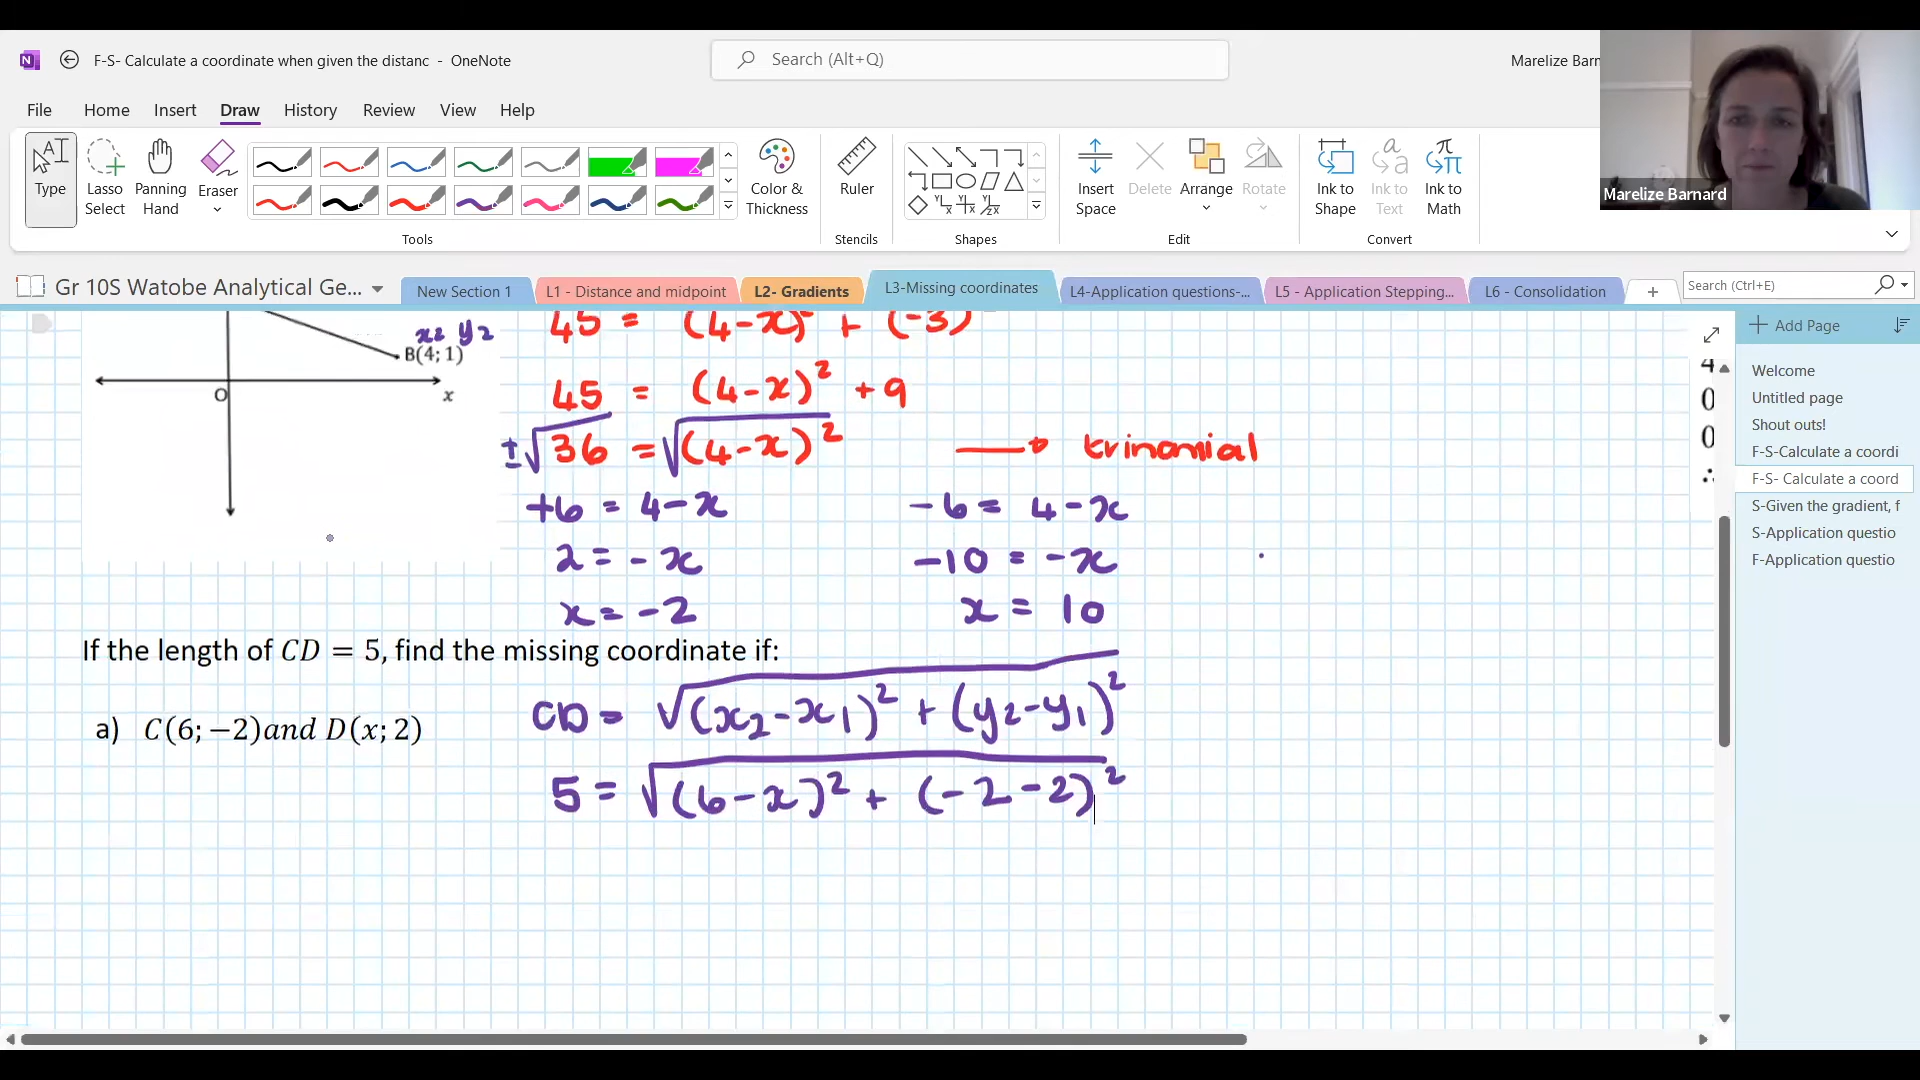 F-S- Calculate a coordinate when given the distanc - OneNote
Search (Alt+Q)
Marelize Barn
File Home Insert Draw History Review View Help
Type
Lasso Select
Panning Hand
Eraser
Color & Thickness
Ruler
Insert Space
Delete
Arrange
Rotate
Ink to Shape
Ink to Text
Ink to Math
Marelize Barnard
Tools Stencils Shapes Edit Convert
Gr 10S Watobe Analytical Ge...
New Section 1
L1 - Distance and midpoint
L2- Gradients
L3-Missing coordinates
L4-Application questions-...
L5 - Application Stepping...
L6 - Consolidation
Search (Ctrl+E)
Add Page
Welcome
Untitled page
Shout outs!
F-S-Calculate a coordi
F-S- Calculate a coord
S-Given the gradient, f
S-Application questio
F-Application questio
x2 y2
B(4; 1)
O
x
45 = (4-x)² + (-3)
45 = (4-x)² + 9
±√36 = √(4-x)² → trinomial
+6 = 4-x
2 = -x
x = -2
-6 = 4-x
-10 = -x
x = 10
If the length of CD = 5, find the missing coordinate if:
a) C(6; −2)and D(x; 2)
CD = √(x₂-x₁)² + (y₂-y₁)²
5 = √(6-x)² + (-2-2)²
4
0
0
∴